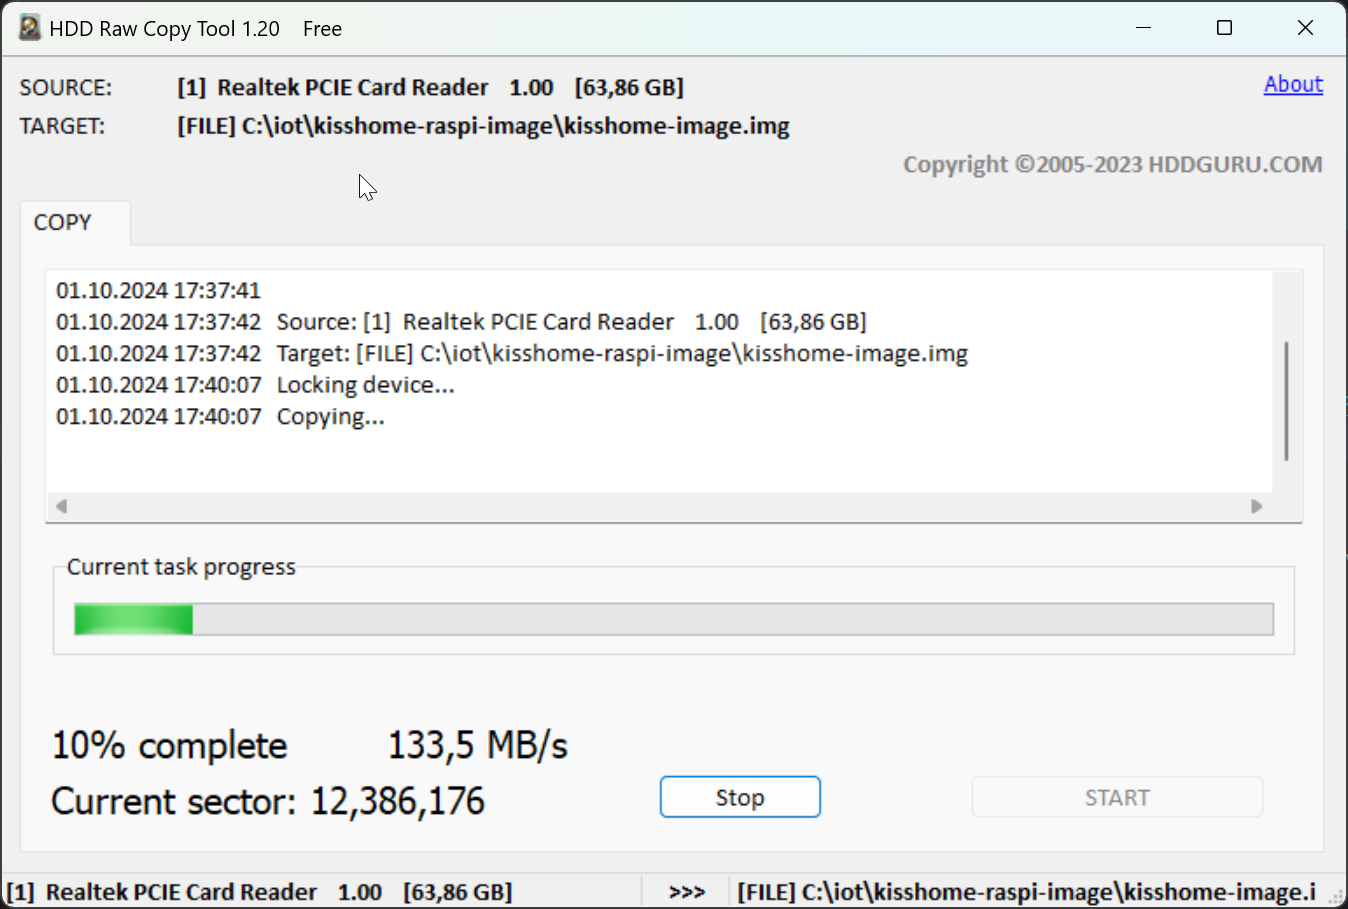 HDD Raw Copy Tool 1.20 Free
SOURCE: [1] Realtek PCIE Card Reader 1.00 [63,86 GB]
About
TARGET: [FILE] C:\iot\kisshome-raspi-image\kisshome-image.img
Copyright ©2005-2023 HDDGURU.COM
COPY
01.10.2024 17:37:41
01.10.2024 17:37:42 Source: [1] Realtek PCIE Card Reader 1.00 [63,86 GB]
01.10.2024 17:37:42 Target: [FILE] C:\iot\kisshome-raspi-image\kisshome-image.img
01.10.2024 17:40:07 Locking device...
01.10.2024 17:40:07 Copying...
Current task progress
10% complete 133,5 MB/s
Current sector: 12,386,176
Stop
START
[1] Realtek PCIE Card Reader 1.00 [63,86 GB] >>> [FILE] C:\iot\kisshome-raspi-image\kisshome-image.i